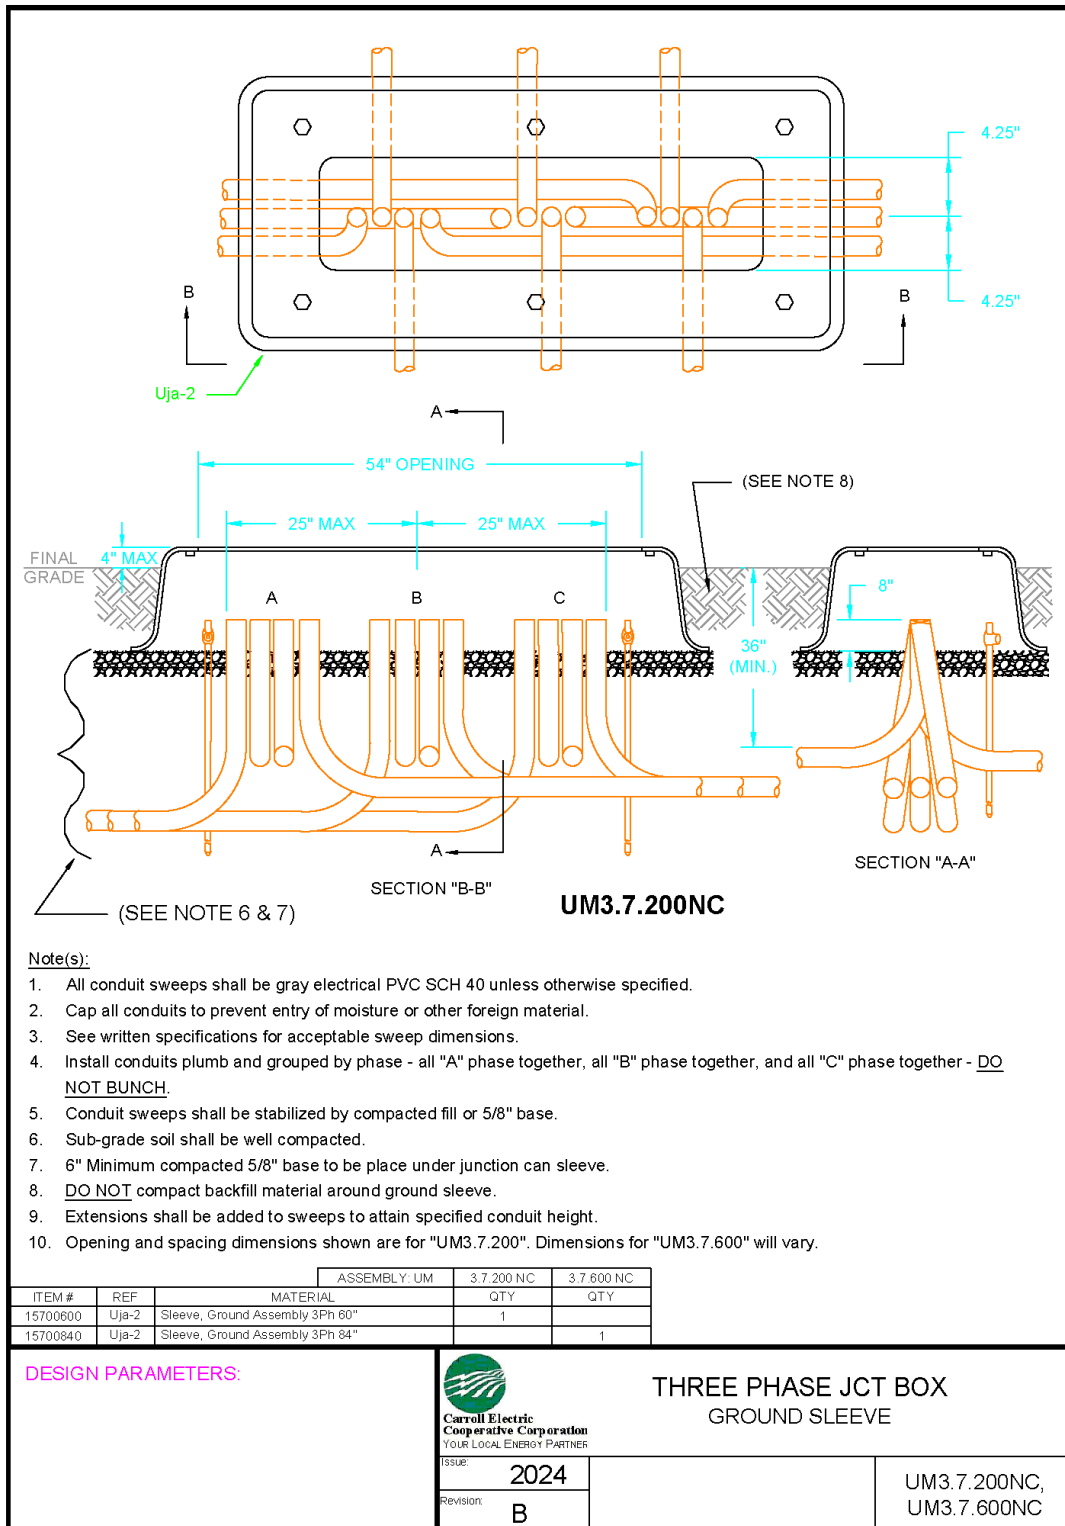 4.25"
4.25"
B
B
Uja-2
A
54" OPENING
(SEE NOTE 8)
25" MAX
25" MAX
FINAL
GRADE
4" MAX
8"
A
B
C
36"
(MIN.)
A
SECTION "B-B"
SECTION "A-A"
(SEE NOTE 6 & 7)
UM3.7.200NC
Note(s):
1. All conduit sweeps shall be gray electrical PVC SCH 40 unless otherwise specified.
2. Cap all conduits to prevent entry of moisture or other foreign material.
3. See written specifications for acceptable sweep dimensions.
4. Install conduits plumb and grouped by phase - all "A" phase together, all "B" phase together, and all "C" phase together - DO
NOT BUNCH.
5. Conduit sweeps shall be stabilized by compacted fill or 5/8" base.
6. Sub-grade soil shall be well compacted.
7. 6" Minimum compacted 5/8" base to be place under junction can sleeve.
8. DO NOT compact backfill material around ground sleeve.
9. Extensions shall be added to sweeps to attain specified conduit height.
10. Opening and spacing dimensions shown are for "UM3.7.200". Dimensions for "UM3.7.600" will vary.
ASSEMBLY: UM 3.7.200 NC 3.7.600 NC
ITEM # REF MATERIAL QTY QTY
15700600 Uja-2 Sleeve, Ground Assembly 3Ph 60" 1
15700840 Uja-2 Sleeve, Ground Assembly 3Ph 84" 1
DESIGN PARAMETERS:
Carroll Electric
Cooperative Corporation
YOUR LOCAL ENERGY PARTNER
THREE PHASE JCT BOX
GROUND SLEEVE
Issue:
2024
Revision:
B
UM3.7.200NC,
UM3.7.600NC